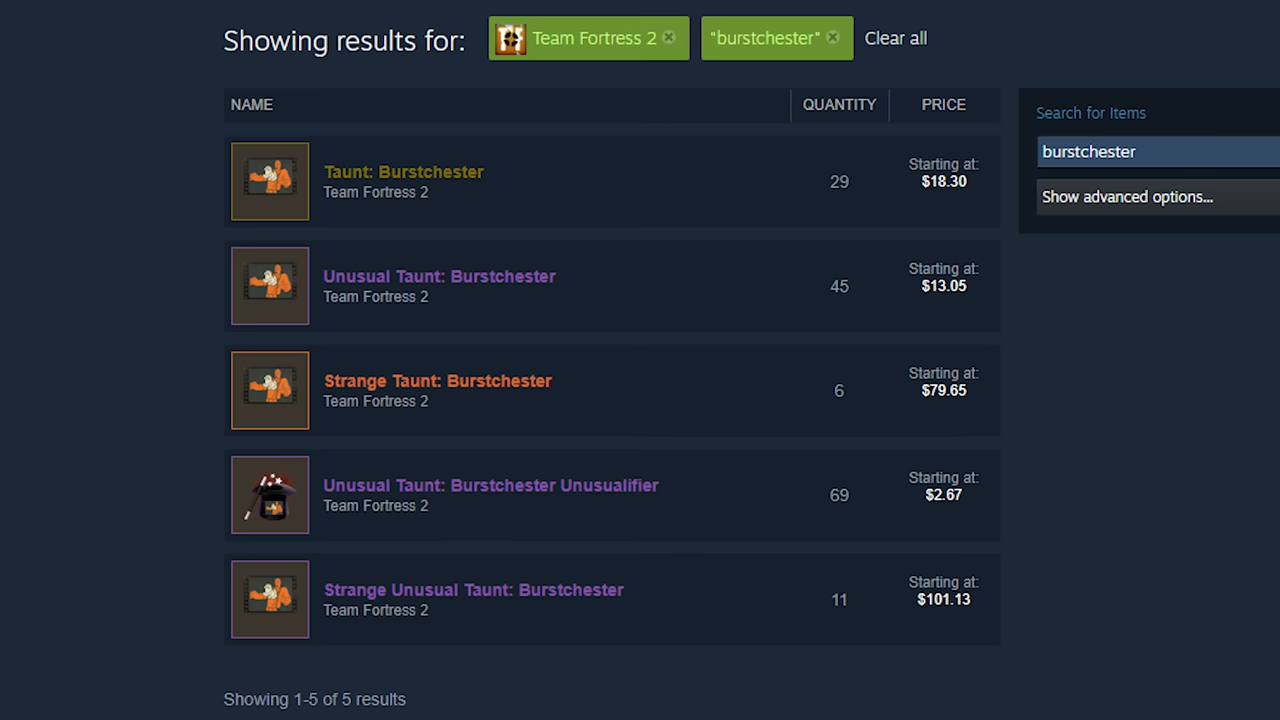 Showing results for: Team Fortress 2 "burstchester" Clear all
NAME QUANTITY PRICE
Search for Items
burstchester
Show advanced options...
Taunt: Burstchester
Team Fortress 2
29
Starting at:
$18.30
Unusual Taunt: Burstchester
Team Fortress 2
45
Starting at:
$13.05
Strange Taunt: Burstchester
Team Fortress 2
6
Starting at:
$79.65
Unusual Taunt: Burstchester Unusualifier
Team Fortress 2
69
Starting at:
$2.67
Strange Unusual Taunt: Burstchester
Team Fortress 2
11
Starting at:
$101.13
Showing 1-5 of 5 results